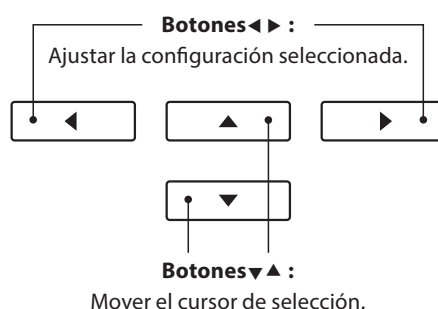 Botones◀ ▶ :
Ajustar la configuración seleccionada.
Botones▼▲ :
Mover el cursor de selección.